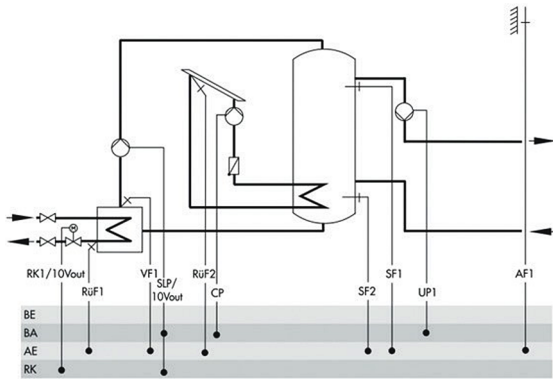 M
RK1/10Vout
RüF1
VF1
SLP/
10Vout
RüF2
CP
SF2
SF1
UP1
AF1
BE
BA
AE
RK